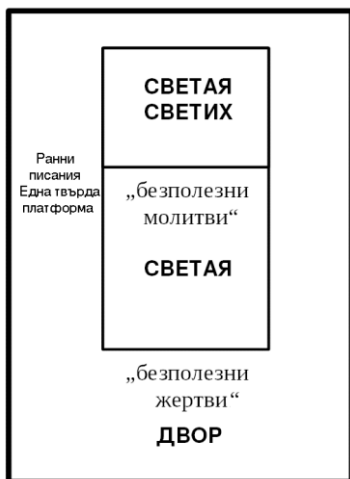 СВЕТАЯ
СВЕТИХ
Ранни
писания
Една твърда
платформа
„безполезни
молитви“
СВЕТАЯ
„безполезни
жертви“
ДВОР